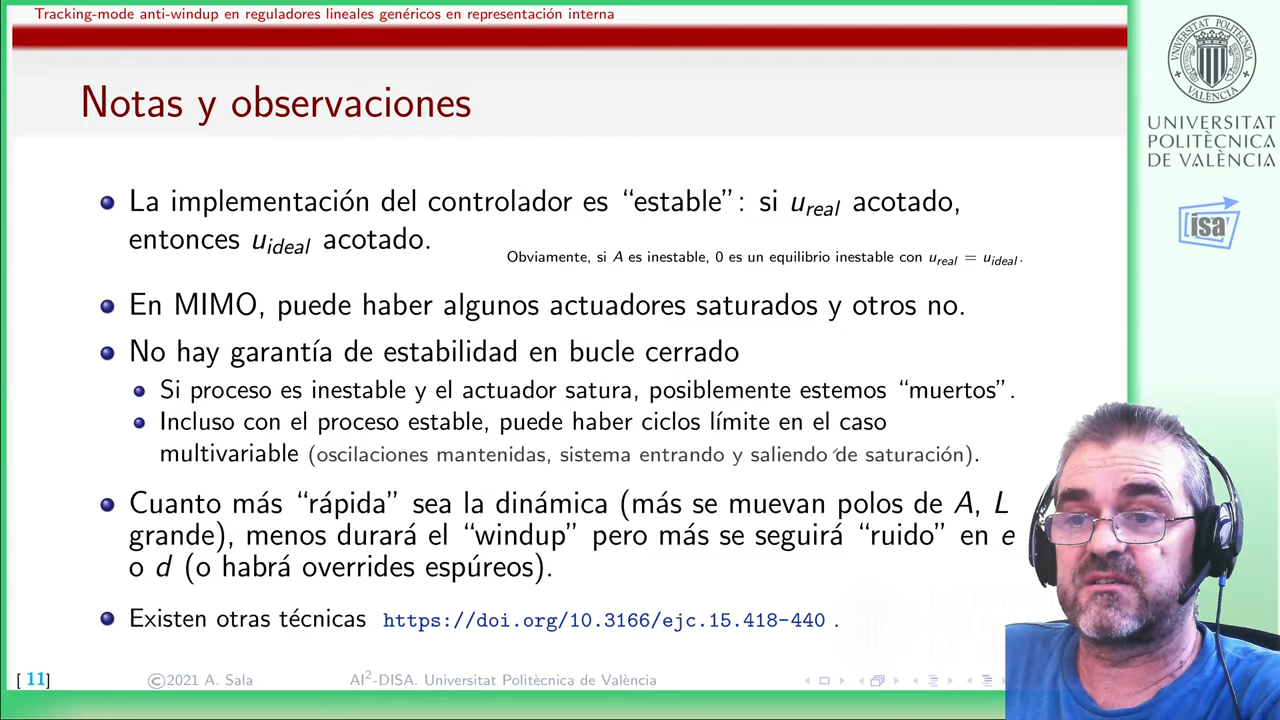 Tracking-mode anti-windup en reguladores lineales genéricos en representación interna
Notas y observaciones
La implementación del controlador es “estable”: si u_real acotado,
entonces u_ideal acotado.
Obviamente, si A es inestable, 0 es un equilibrio inestable con u_real = u_ideal.
En MIMO, puede haber algunos actuadores saturados y otros no.
No hay garantía de estabilidad en bucle cerrado
Si proceso es inestable y el actuador satura, posiblemente estemos “muertos”.
Incluso con el proceso estable, puede haber ciclos límite en el caso
multivariable (oscilaciones mantenidas, sistema entrando y saliendo de saturación).
Cuanto más “rápida” sea la dinámica (más se muevan polos de A, L
grande), menos durará el “windup” pero más se seguirá “ruido” en e
o d (o habrá overrides espúreos).
Existen otras técnicas https://doi.org/10.3166/ejc.15.418-440 .
[ 11]
©2021 A. Sala
AI²-DISA. Universitat Politècnica de València
UNIVERSITAT
POLITÈCNICA
DE VALÈNCIA
isa